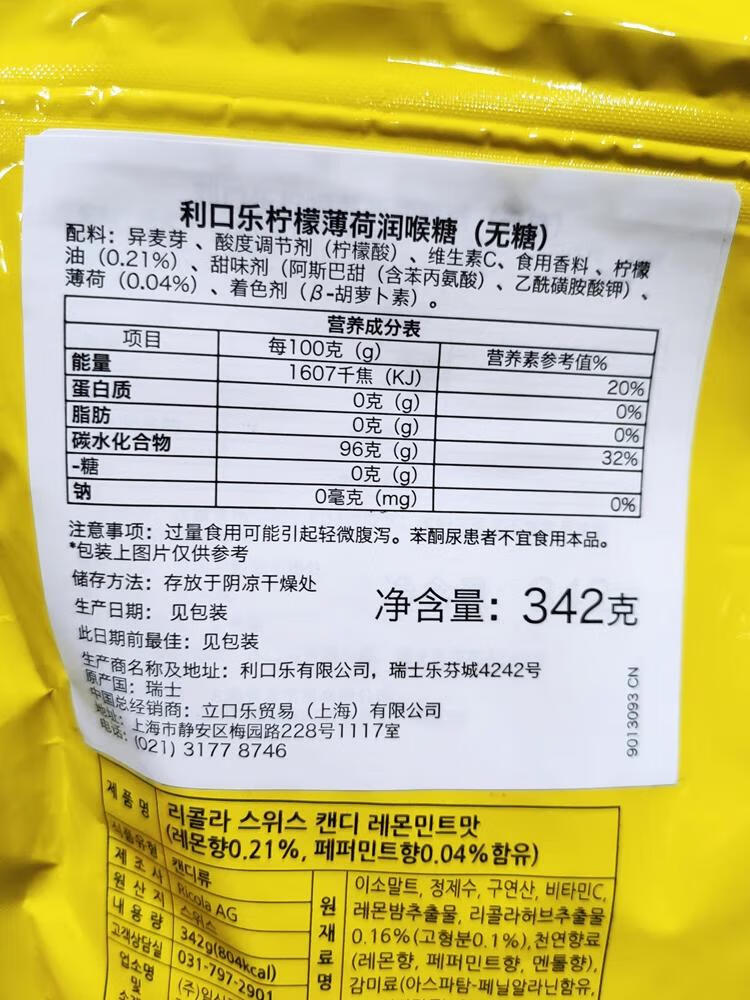 利口乐柠檬薄荷润喉糖（无糖）
配料：异麦芽、酸度调节剂（柠檬酸）、维生素C、食用香料、柠檬
油（0.21%）、甜味剂（阿斯巴甜（含苯丙氨酸）、乙酰磺胺酸钾）、
薄荷（0.04%）、着色剂（β-胡萝卜素）。
营养成分表
项目 每100克（g） 营养素参考值%
能量 1607千焦（KJ） 20%
蛋白质 0克（g） 0%
脂肪 0克（g） 0%
碳水化合物 96克（g） 32%
-糖 0克（g）
钠 0毫克（mg） 0%
注意事项：过量食用可能引起轻微腹泻。苯酮尿患者不宜食用本品。
*包装上图片仅供参考
储存方法：存放于阴凉干燥处
净含量：342克
生产日期：见包装
此日期前最佳：见包装
生产商名称及地址：利口乐有限公司，瑞士乐芬城4242号
原产国：瑞士
中国总经销商：立口乐贸易（上海）有限公司
地址：上海市静安区梅园路228号1117室
电话：(021) 3177 8746
9013093 CN
제품명 리콜라 스위스 캔디 레몬민트맛
(레몬향0.21%, 페퍼민트향0.04%함유)
식품유형 캔디류
제조사 Ricola AG
원산지 스위스
내용량 342g(804kcal)
고객상담실 031-797-2901
업소명
및
원재료명
이소말트, 정제수, 구연산, 비타민C,
레몬밤추출물, 리콜라허브추출물
0.16%(고형분0.1%),천연향료
(레몬향, 페퍼민트향, 멘톨향),
감미료(아스파탐-페닐알라닌함유,